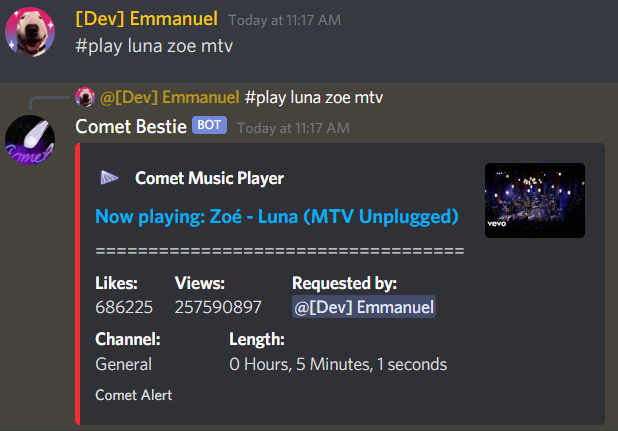 [Dev] Emmanuel Today at 11:17 AM
#play luna zoe mtv
@[Dev] Emmanuel #play luna zoe mtv
Comet Bestie BOT Today at 11:17 AM
Comet
Comet Music Player
Now playing: Zoé - Luna (MTV Unplugged)
vevo
===================================
Likes: Views: Requested by:
686225 257590897 @[Dev] Emmanuel
Channel: Length:
General 0 Hours, 5 Minutes, 1 seconds
Comet Alert